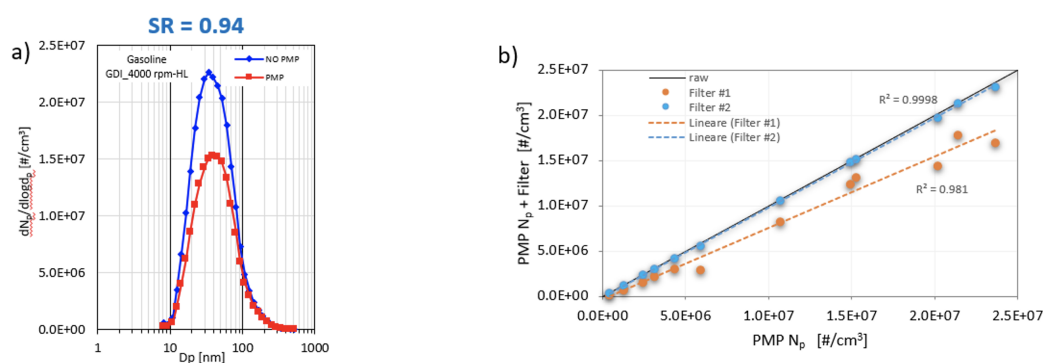 SR = 0.94
a)
2.5E+07
2.0E+07
1.5E+07
1.0E+07
5.0E+06
0.0E+00
dNp/dlogdp [#/cm³]
Gasoline
GDI_4000 rpm-HL
NO PMP
PMP
1
10
100
1000
Dp [nm]
b)
2.5E+07
2.0E+07
1.5E+07
1.0E+07
5.0E+06
0.0E+00
PMP Np + Filter [#/cm³]
raw
Filter #1
Filter #2
Lineare (Filter #1)
Lineare (Filter #2)
R² = 0.9998
R² = 0.981
0.0E+00
5.0E+06
1.0E+07
1.5E+07
2.0E+07
2.5E+07
PMP Np [#/cm³]